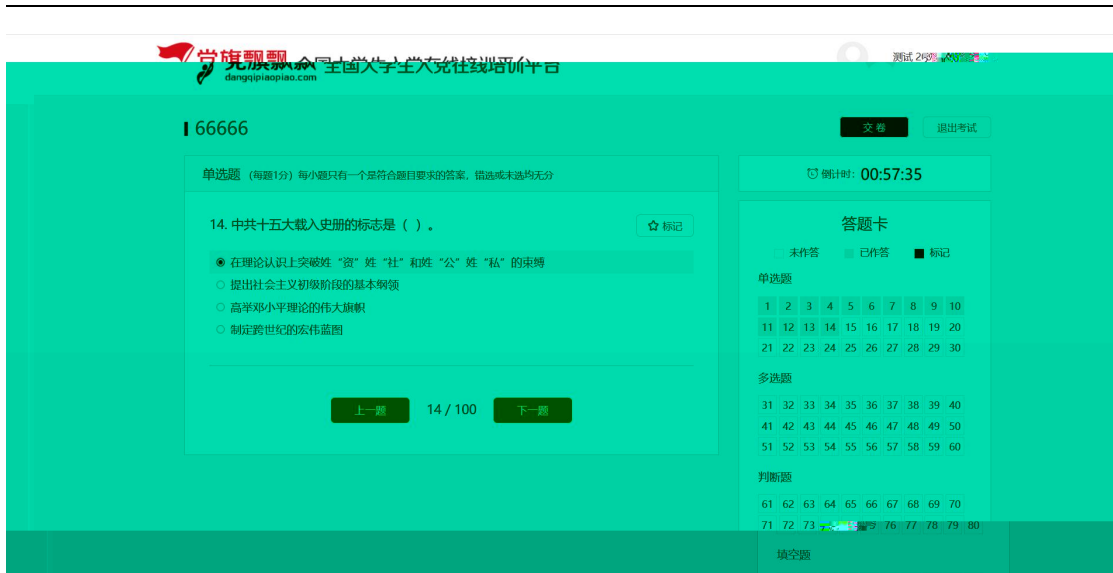 党旗飘飘 全国大学生党在线培训平台
dangqipiaopiao.com
测试 26
66666
交 卷
退出考试
单选题 (每题1分) 每小题只有一个是符合题目要求的答案，错选或未选均无分
倒计时: 00:57:35
14. 中共十五大载入史册的标志是 ( ) 。
标记
在理论认识上突破姓 “资” 姓 “社” 和姓 “公” 姓 “私” 的束缚
提出社会主义初级阶段的基本纲领
高举邓小平理论的伟大旗帜
制定跨世纪的宏伟蓝图
上一题
14 / 100
下一题
答题卡
未作答 已作答 标记
单选题
1 2 3 4 5 6 7 8 9 10
11 12 13 14 15 16 17 18 19 20
21 22 23 24 25 26 27 28 29 30
多选题
31 32 33 34 35 36 37 38 39 40
41 42 43 44 45 46 47 48 49 50
51 52 53 54 55 56 57 58 59 60
判断题
61 62 63 64 65 66 67 68 69 70
71 72 73 76 77 78 79 80
填空题